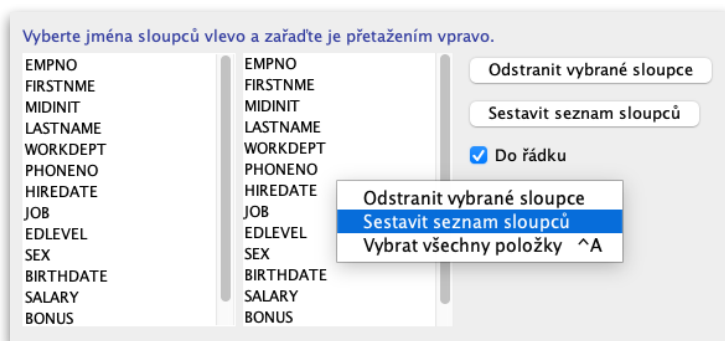 Vyberte jména sloupců vlevo a zařaďte je přetažením vpravo.
EMPNO
FIRSTNME
MIDINIT
LASTNAME
WORKDEPT
PHONENO
HIREDATE
JOB
EDLEVEL
SEX
BIRTHDATE
SALARY
BONUS
EMPNO
FIRSTNME
MIDINIT
LASTNAME
WORKDEPT
PHONENO
HIREDATE
JOB
EDLEVEL
SEX
BIRTHDATE
SALARY
BONUS
Odstranit vybrané sloupce
Sestavit seznam sloupců
Do řádku
Odstranit vybrané sloupce
Sestavit seznam sloupců
Vybrat všechny položky ^A